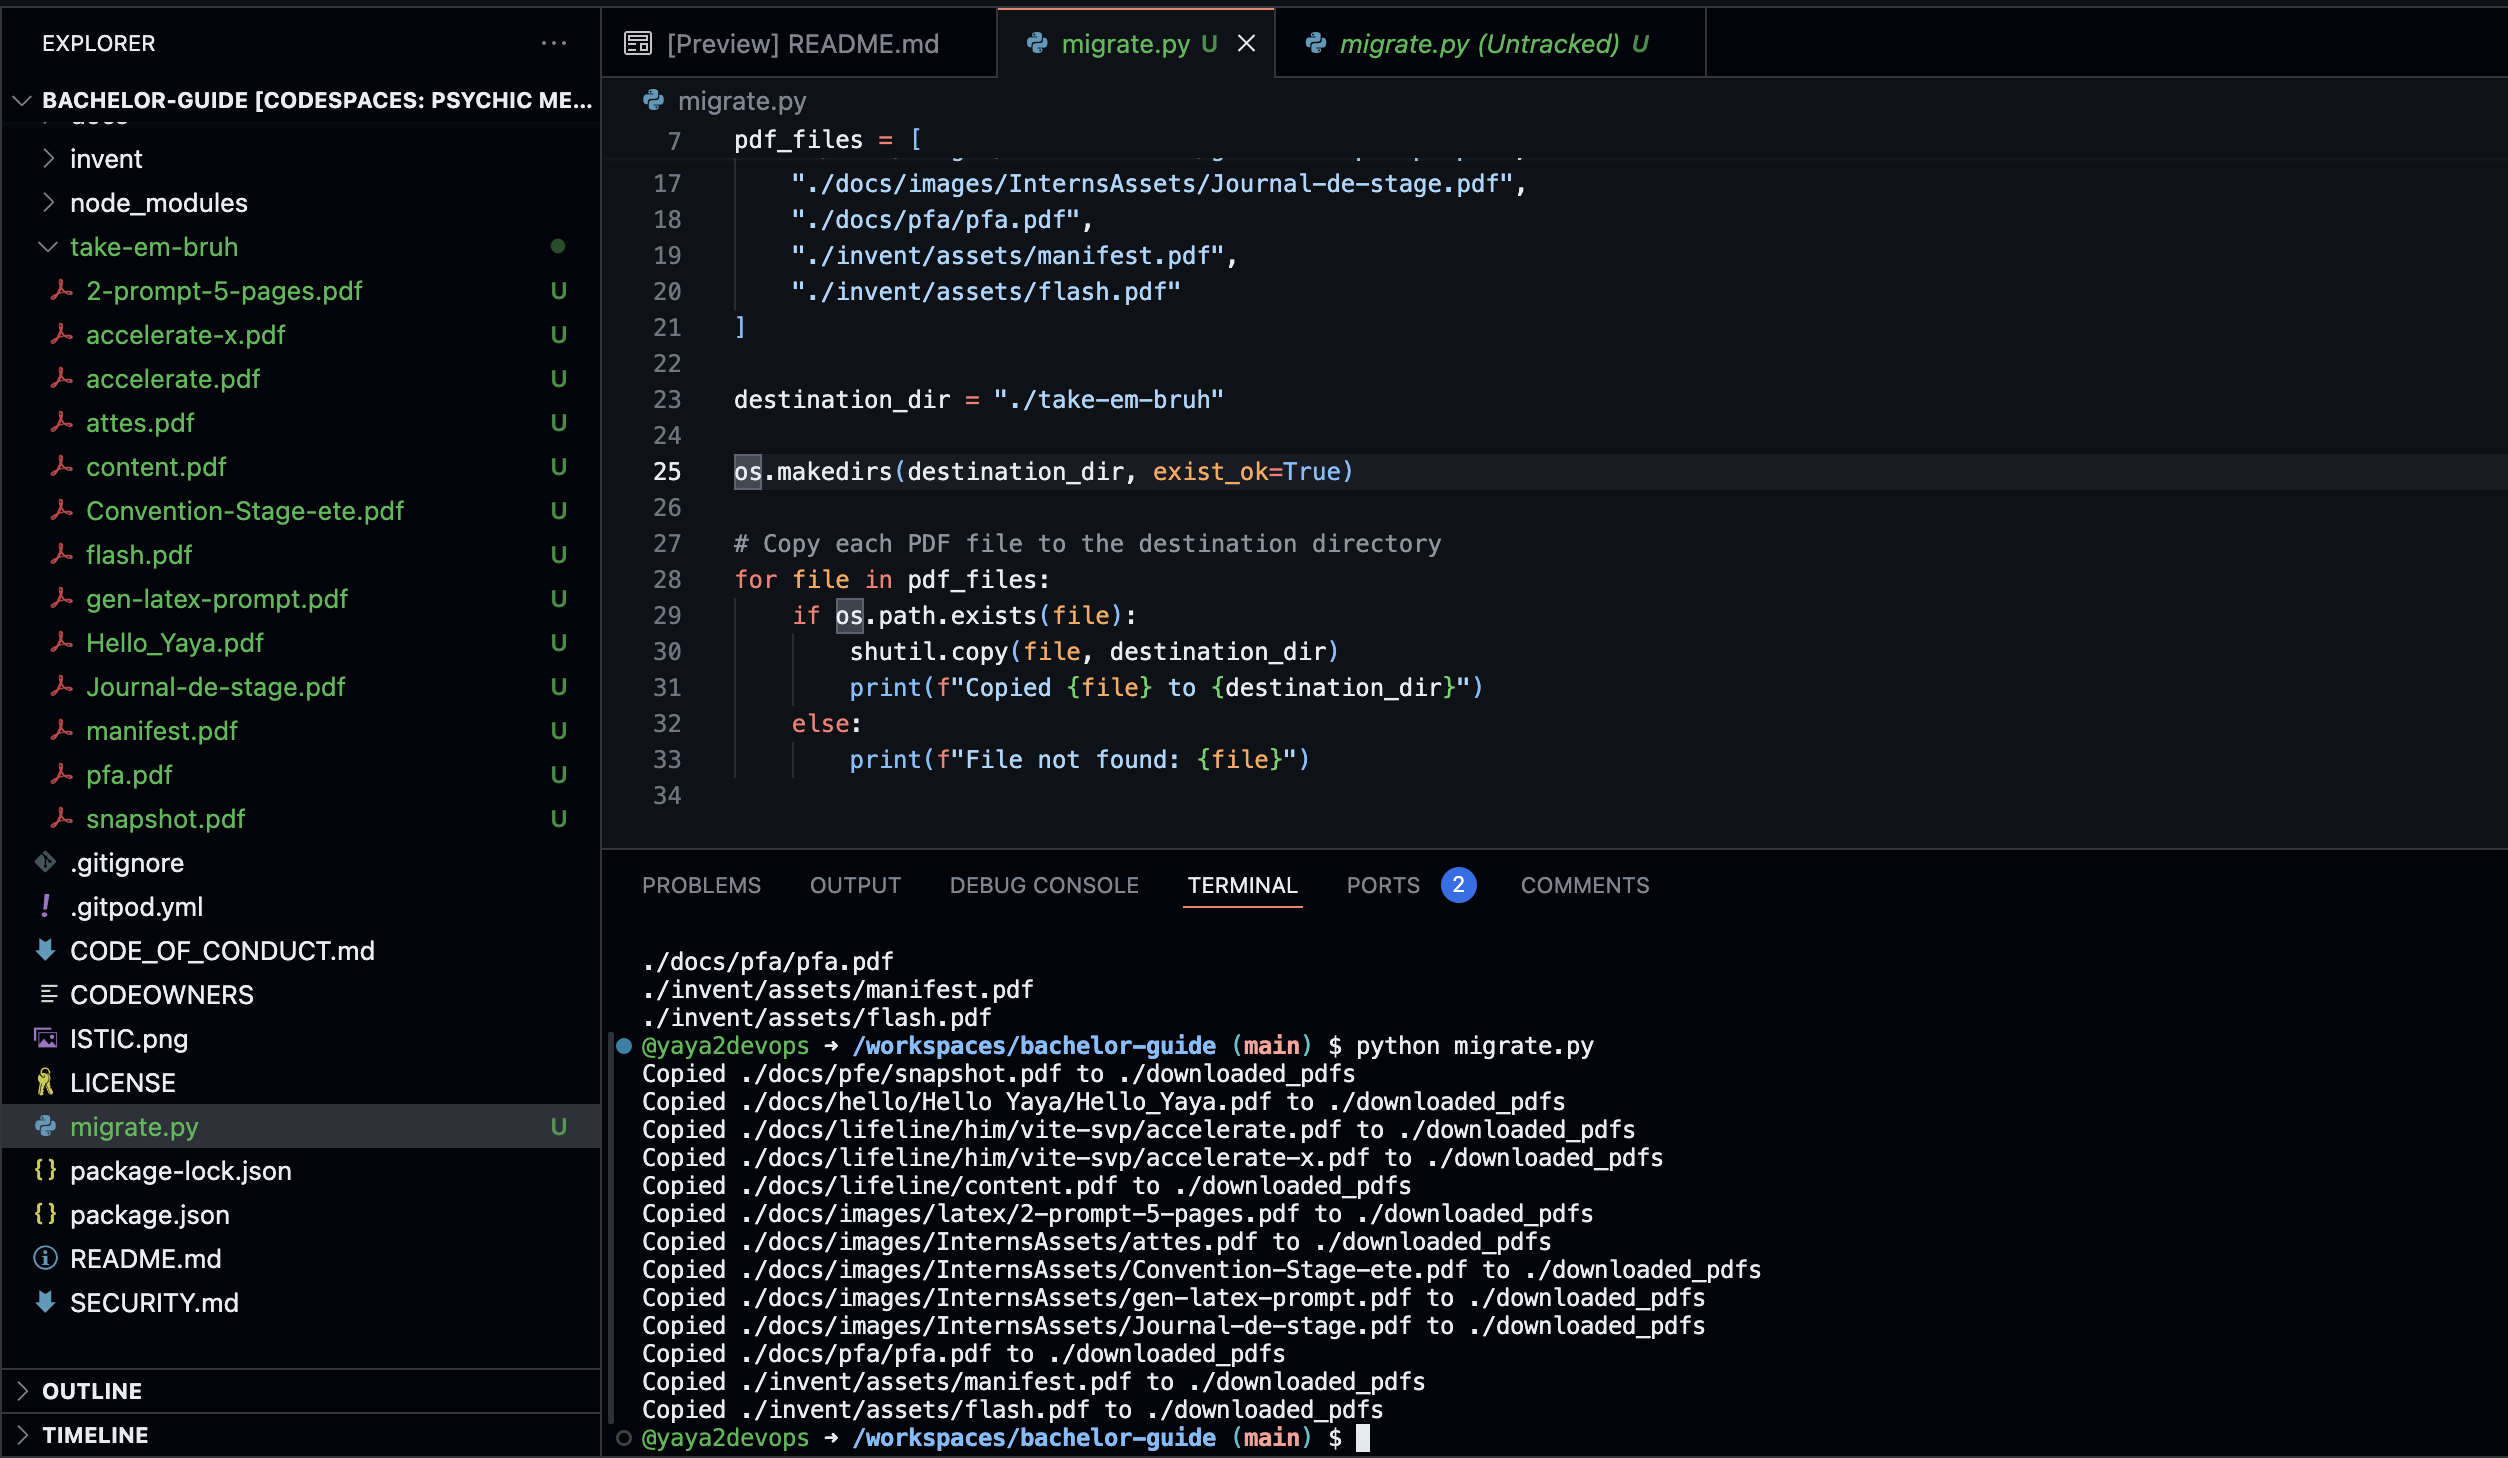 EXPLORER
BACHELOR-GUIDE [CODESPACES: PSYCHIC ME...
docs
invent
node_modules
take-em-bruh
2-prompt-5-pages.pdf U
accelerate-x.pdf U
accelerate.pdf U
attes.pdf U
content.pdf U
Convention-Stage-ete.pdf U
flash.pdf U
gen-latex-prompt.pdf U
Hello_Yaya.pdf U
Journal-de-stage.pdf U
manifest.pdf U
pfa.pdf U
snapshot.pdf U
.gitignore
.gitpod.yml
CODE_OF_CONDUCT.md
CODEOWNERS
ISTIC.png
LICENSE
migrate.py U
package-lock.json
package.json
README.md
SECURITY.md
OUTLINE
TIMELINE
[Preview] README.md
migrate.py U
migrate.py (Untracked) U
migrate.py
7 pdf_files = [
17 "./docs/images/InternsAssets/Journal-de-stage.pdf",
18 "./docs/pfa/pfa.pdf",
19 "./invent/assets/manifest.pdf",
20 "./invent/assets/flash.pdf"
21 ]
22
23 destination_dir = "./take-em-bruh"
24
25 os.makedirs(destination_dir, exist_ok=True)
26
27 # Copy each PDF file to the destination directory
28 for file in pdf_files:
29 if os.path.exists(file):
30 shutil.copy(file, destination_dir)
31 print(f"Copied {file} to {destination_dir}")
32 else:
33 print(f"File not found: {file}")
34
PROBLEMS OUTPUT DEBUG CONSOLE TERMINAL PORTS 2 COMMENTS
./docs/pfa/pfa.pdf
./invent/assets/manifest.pdf
./invent/assets/flash.pdf
@yaya2devops ➜ /workspaces/bachelor-guide (main) $ python migrate.py
Copied ./docs/pfe/snapshot.pdf to ./downloaded_pdfs
Copied ./docs/hello/Hello Yaya/Hello_Yaya.pdf to ./downloaded_pdfs
Copied ./docs/lifeline/him/vite-svp/accelerate.pdf to ./downloaded_pdfs
Copied ./docs/lifeline/him/vite-svp/accelerate-x.pdf to ./downloaded_pdfs
Copied ./docs/lifeline/content.pdf to ./downloaded_pdfs
Copied ./docs/images/latex/2-prompt-5-pages.pdf to ./downloaded_pdfs
Copied ./docs/images/InternsAssets/attes.pdf to ./downloaded_pdfs
Copied ./docs/images/InternsAssets/Convention-Stage-ete.pdf to ./downloaded_pdfs
Copied ./docs/images/InternsAssets/gen-latex-prompt.pdf to ./downloaded_pdfs
Copied ./docs/images/InternsAssets/Journal-de-stage.pdf to ./downloaded_pdfs
Copied ./docs/pfa/pfa.pdf to ./downloaded_pdfs
Copied ./invent/assets/manifest.pdf to ./downloaded_pdfs
Copied ./invent/assets/flash.pdf to ./downloaded_pdfs
@yaya2devops ➜ /workspaces/bachelor-guide (main) $